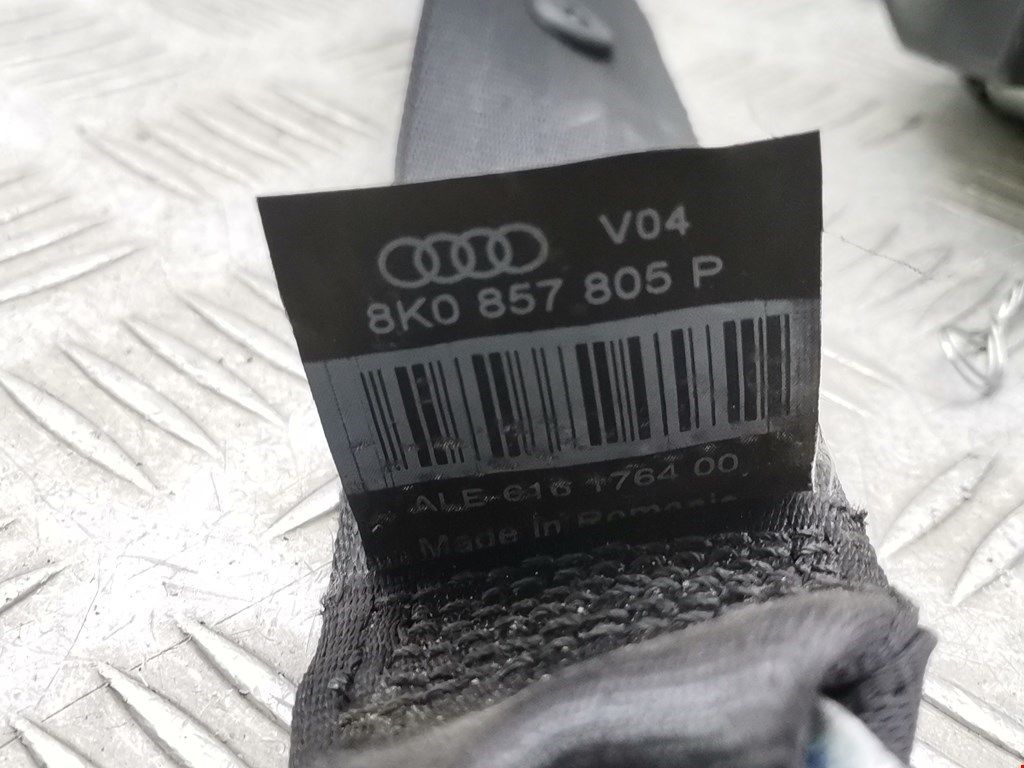 V04
8K0 857 805 P
ALE 616 1764 00
Made in Romania